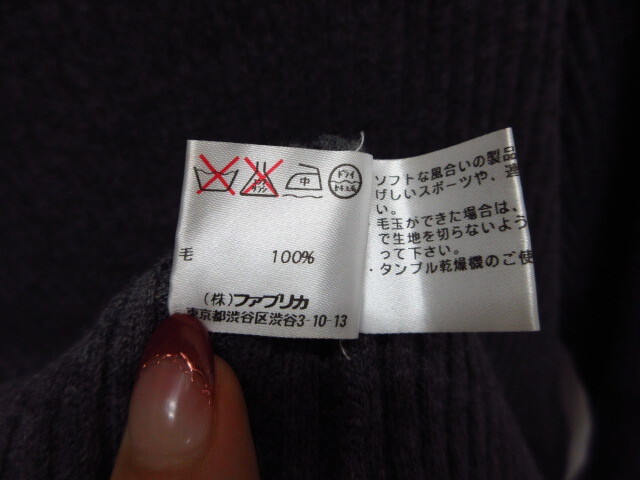 中
ドライ
毛 100%
(株)ファブリカ
東京都渋谷区渋谷3-10-13
ソフトな風合いの製品
げしいスポーツや、
い。
毛玉ができた場合は、
で生地を切らないよう
って下さい。
・タンブル乾燥機のご使